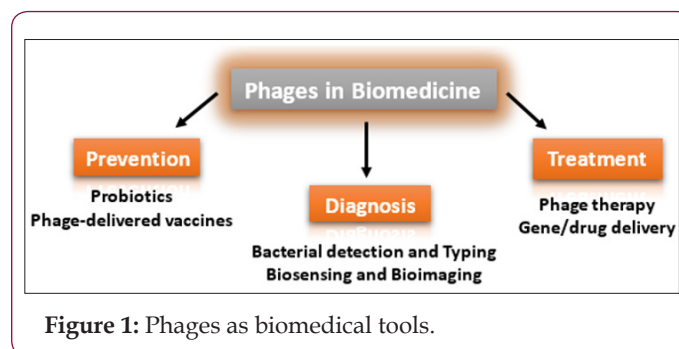 Phages in Biomedicine
Prevention
Probiotics
Phage-delivered vaccines
Diagnosis
Bacterial detection and Typing
Biosensing and Bioimaging
Treatment
Phage therapy
Gene/drug delivery
Figure 1: Phages as biomedical tools.